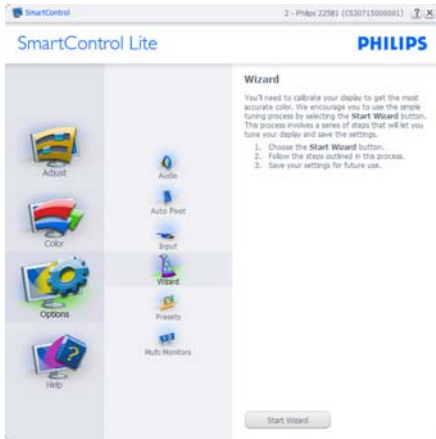 SmartControl
2 - Philips 225B1 (CS30715000001)
SmartControl Lite
PHILIPS
Adjust
Color
Options
Help
Audio
Auto Pivot
Input
Wizard
Presets
Multi Monitors
Wizard
You'll need to calibrate your display to get the most
accurate color. We encourage you to use the simple
tuning process by selecting the Start Wizard button.
This process involves a series of steps that will let you
tune your display and save the settings.
1. Choose the Start Wizard button.
2. Follow the steps outlined in the process.
3. Save your settings for future use.
Start Wizard